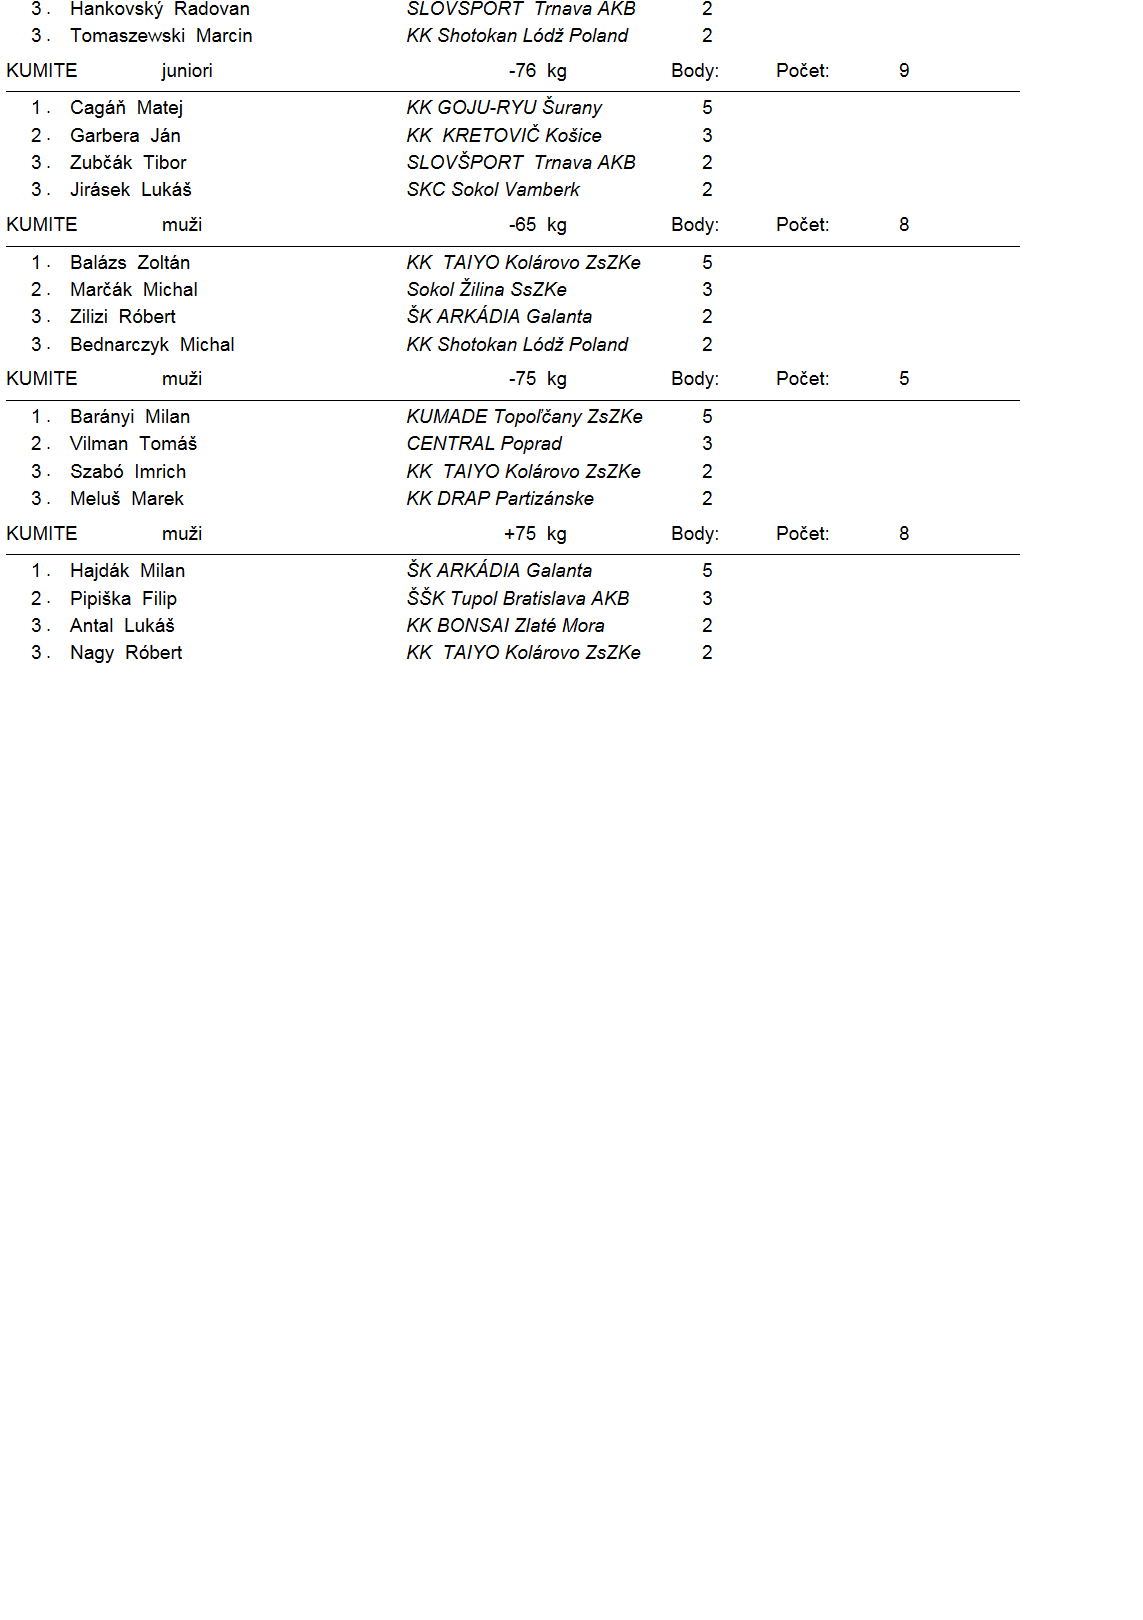 3 . Hankovský Radovan SLOVŠPORT Trnava AKB 2
3 . Tomaszewski Marcin KK Shotokan Lódž Poland 2
KUMITE juniori -76 kg Body: Počet: 9
1 . Cagáň Matej KK GOJU-RYU Šurany 5
2 . Garbera Ján KK KRETOVIČ Košice 3
3 . Zubčák Tibor SLOVŠPORT Trnava AKB 2
3 . Jirásek Lukáš SKC Sokol Vamberk 2
KUMITE muži -65 kg Body: Počet: 8
1 . Balázs Zoltán KK TAIYO Kolárovo ZsZKe 5
2 . Marčák Michal Sokol Žilina SsZKe 3
3 . Zilizi Róbert ŠK ARKÁDIA Galanta 2
3 . Bednarczyk Michal KK Shotokan Lódž Poland 2
KUMITE muži -75 kg Body: Počet: 5
1 . Barányi Milan KUMADE Topoľčany ZsZKe 5
2 . Vilman Tomáš CENTRAL Poprad 3
3 . Szabó Imrich KK TAIYO Kolárovo ZsZKe 2
3 . Meluš Marek KK DRAP Partizánske 2
KUMITE muži +75 kg Body: Počet: 8
1 . Hajdák Milan ŠK ARKÁDIA Galanta 5
2 . Pipiška Filip ŠŠK Tupol Bratislava AKB 3
3 . Antal Lukáš KK BONSAI Zlaté Mora 2
3 . Nagy Róbert KK TAIYO Kolárovo ZsZKe 2